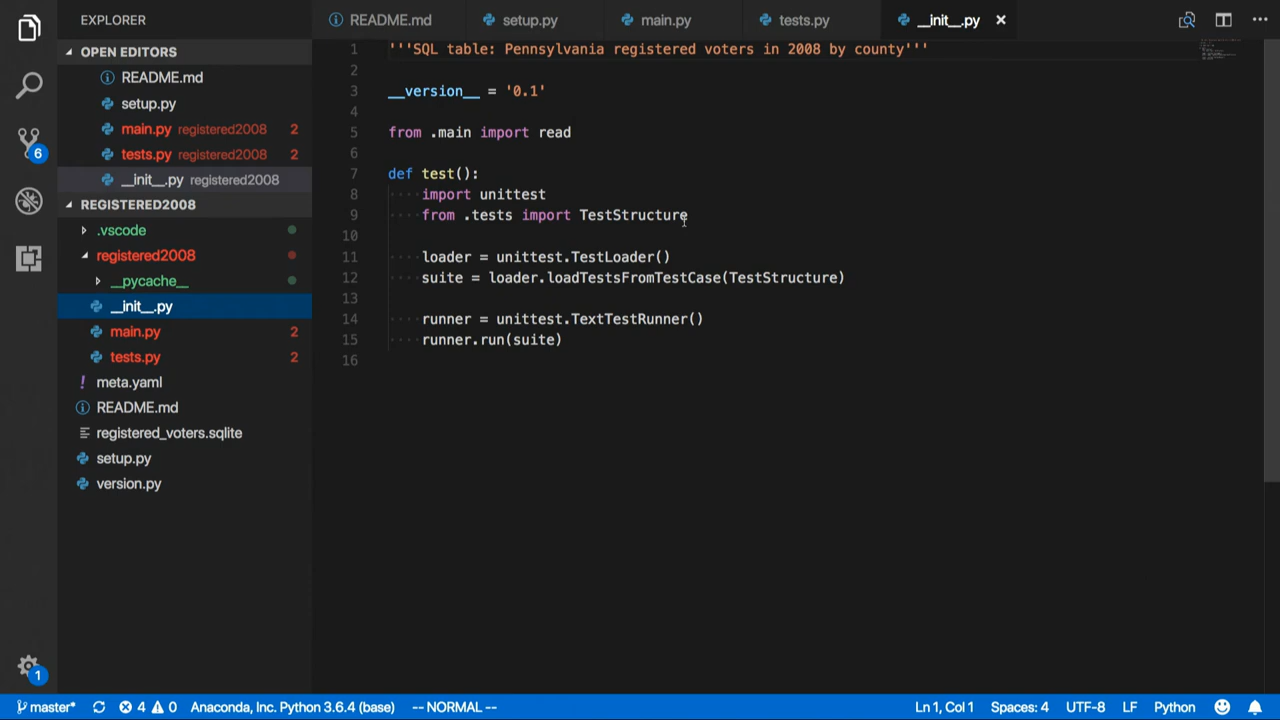 EXPLORER
OPEN EDITORS
README.md
setup.py
main.py registered2008 2
tests.py registered2008 2
__init__.py registered2008
REGISTERED2008
.vscode
registered2008
__pycache__
__init__.py
main.py 2
tests.py 2
meta.yaml
README.md
registered_voters.sqlite
setup.py
version.py
6
1
README.md setup.py main.py tests.py __init__.py
1 '''SQL table: Pennsylvania registered voters in 2008 by county'''
2
3 __version__ = '0.1'
4
5 from .main import read
6
7 def test():
8 import unittest
9 from .tests import TestStructure
10
11 loader = unittest.TestLoader()
12 suite = loader.loadTestsFromTestCase(TestStructure)
13
14 runner = unittest.TextTestRunner()
15 runner.run(suite)
16
master* 4 0 Anaconda, Inc. Python 3.6.4 (base) -- NORMAL -- Ln 1, Col 1 Spaces: 4 UTF-8 LF Python